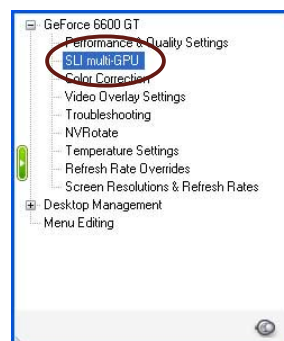 GeForce 6600 GT
Performance & Quality Settings
SLI multi-GPU
Color Correction
Video Overlay Settings
Troubleshooting
NVRotate
Temperature Settings
Refresh Rate Overrides
Screen Resolutions & Refresh Rates
Desktop Management
Menu Editing